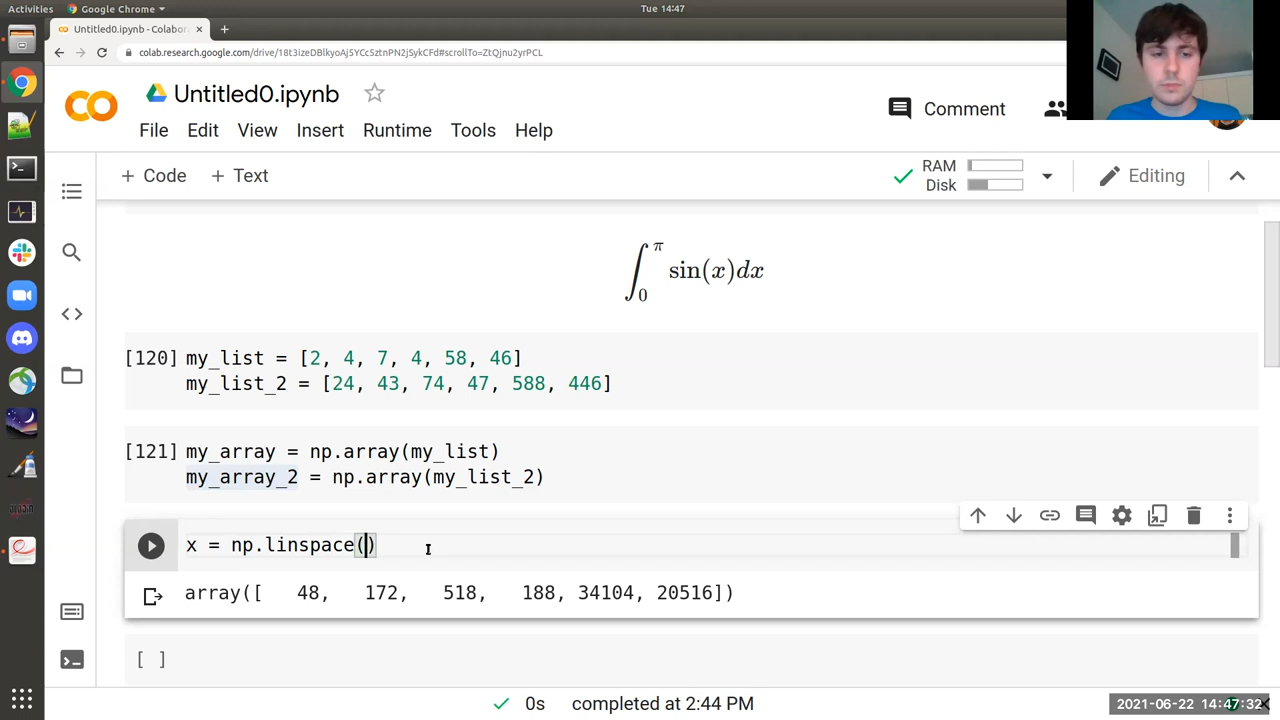 Activities Google Chrome Tue 14:47
Untitled0.ipynb - Colabor
colab.research.google.com/drive/18t3izeDBlkyoAj5YCc5ztnPN2jSykCFd#scrollTo=ZtQjnu2yrPCL
Untitled0.ipynb
Comment
File Edit View Insert Runtime Tools Help
+ Code + Text
RAM
Disk
Editing
∫₀^π sin(x)dx
[120] my_list = [2, 4, 7, 4, 58, 46]
my_list_2 = [24, 43, 74, 47, 588, 446]
[121] my_array = np.array(my_list)
my_array_2 = np.array(my_list_2)
x = np.linspace()
array([ 48, 172, 518, 188, 34104, 20516])
[ ]
0s completed at 2:44 PM
2021-06-22 14:47:32